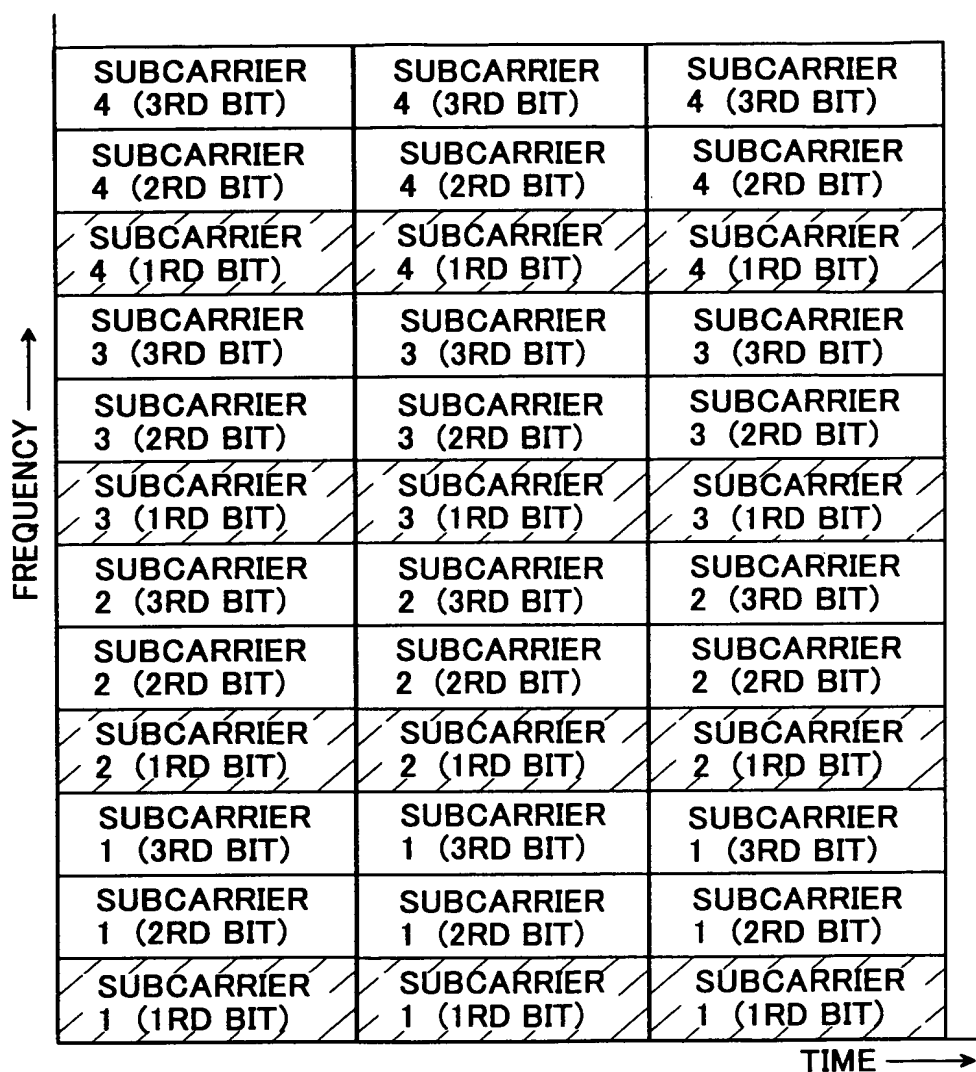 SUBCARRIER SUBCARRIER SUBCARRIER
4 (3RD BIT) 4 (3RD BIT) 4 (3RD BIT)
SUBCARRIER SUBCARRIER SUBCARRIER
4 (2RD BIT) 4 (2RD BIT) 4 (2RD BIT)
SUBCARRIER SUBCARRIER SUBCARRIER
4 (1RD BIT) 4 (1RD BIT) 4 (1RD BIT)
SUBCARRIER SUBCARRIER SUBCARRIER
3 (3RD BIT) 3 (3RD BIT) 3 (3RD BIT)
SUBCARRIER SUBCARRIER SUBCARRIER
3 (2RD BIT) 3 (2RD BIT) 3 (2RD BIT)
SUBCARRIER SUBCARRIER SUBCARRIER
3 (1RD BIT) 3 (1RD BIT) 3 (1RD BIT)
SUBCARRIER SUBCARRIER SUBCARRIER
2 (3RD BIT) 2 (3RD BIT) 2 (3RD BIT)
SUBCARRIER SUBCARRIER SUBCARRIER
2 (2RD BIT) 2 (2RD BIT) 2 (2RD BIT)
SUBCARRIER SUBCARRIER SUBCARRIER
2 (1RD BIT) 2 (1RD BIT) 2 (1RD BIT)
SUBCARRIER SUBCARRIER SUBCARRIER
1 (3RD BIT) 1 (3RD BIT) 1 (3RD BIT)
SUBCARRIER SUBCARRIER SUBCARRIER
1 (2RD BIT) 1 (2RD BIT) 1 (2RD BIT)
SUBCARRIER SUBCARRIER SUBCARRIER
1 (1RD BIT) 1 (1RD BIT) 1 (1RD BIT)
FREQUENCY
TIME